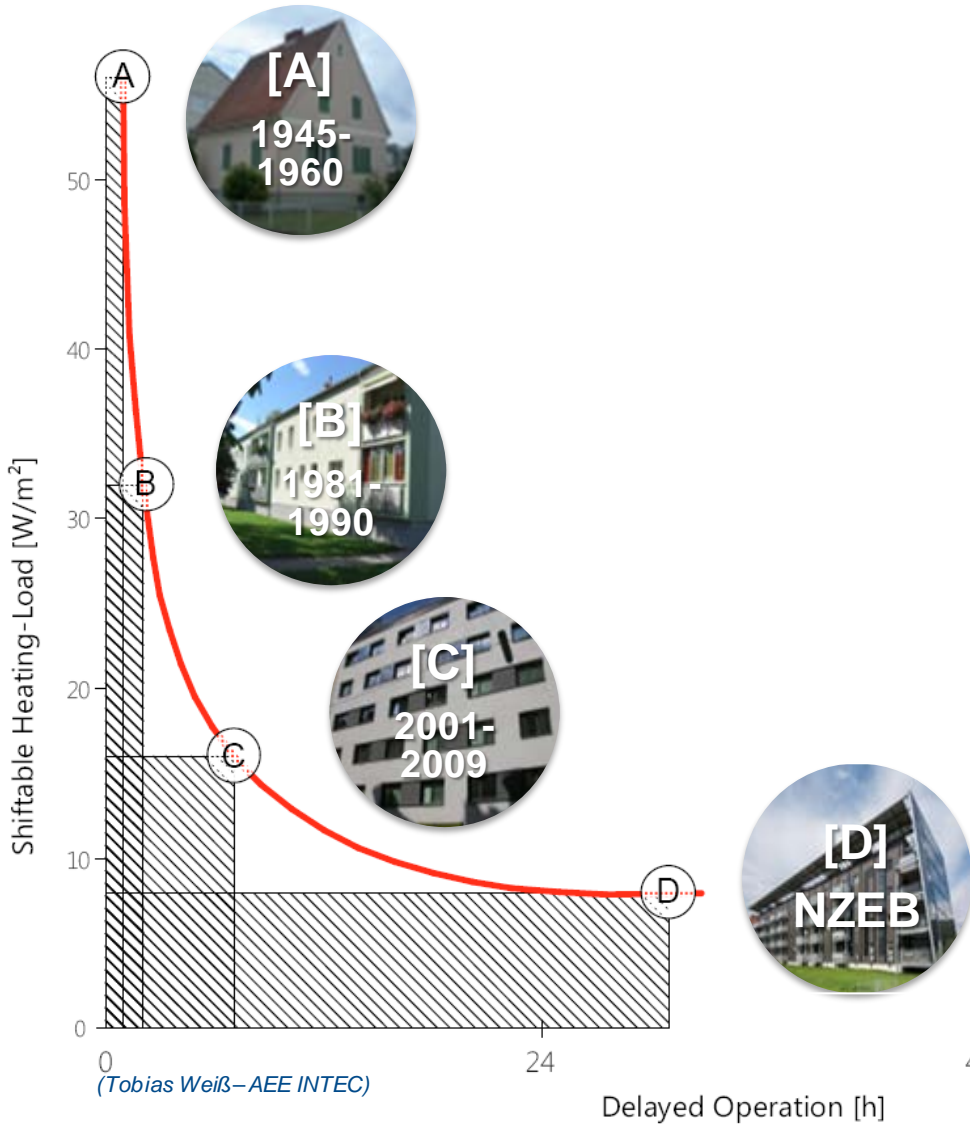 A
[A]
1945-
1960
50
40
[B]
1981-
1990
B
30
Shiftable Heating-Load [W/m²]
[C]
2001-
2009
20
C
[D]
NZEB
10
D
0
0
24
4
(Tobias Weiß–AEE INTEC)
Delayed Operation [h]